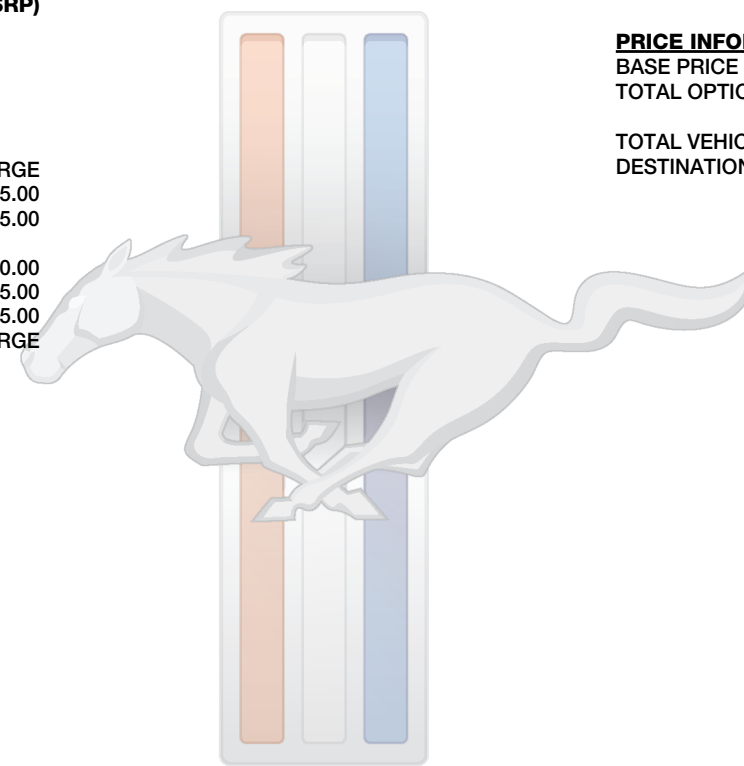 SRP)
RGE
5.00
5.00
0.00
5.00
5.00
RGE
PRICE INFO
BASE PRICE
TOTAL OPTIO
TOTAL VEHIC
DESTINATION